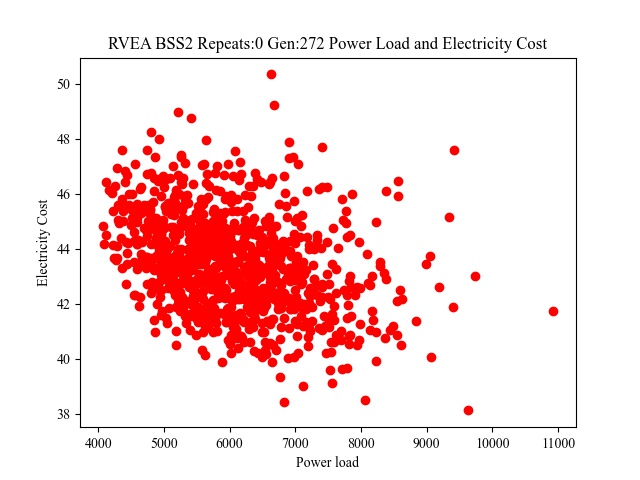 RVEA BSS2 Repeats:0 Gen:272 Power Load and Electricity Cost
50
48
46
44
42
40
38
Electricity Cost
4000 5000 6000 7000 8000 9000 10000 11000
Power load